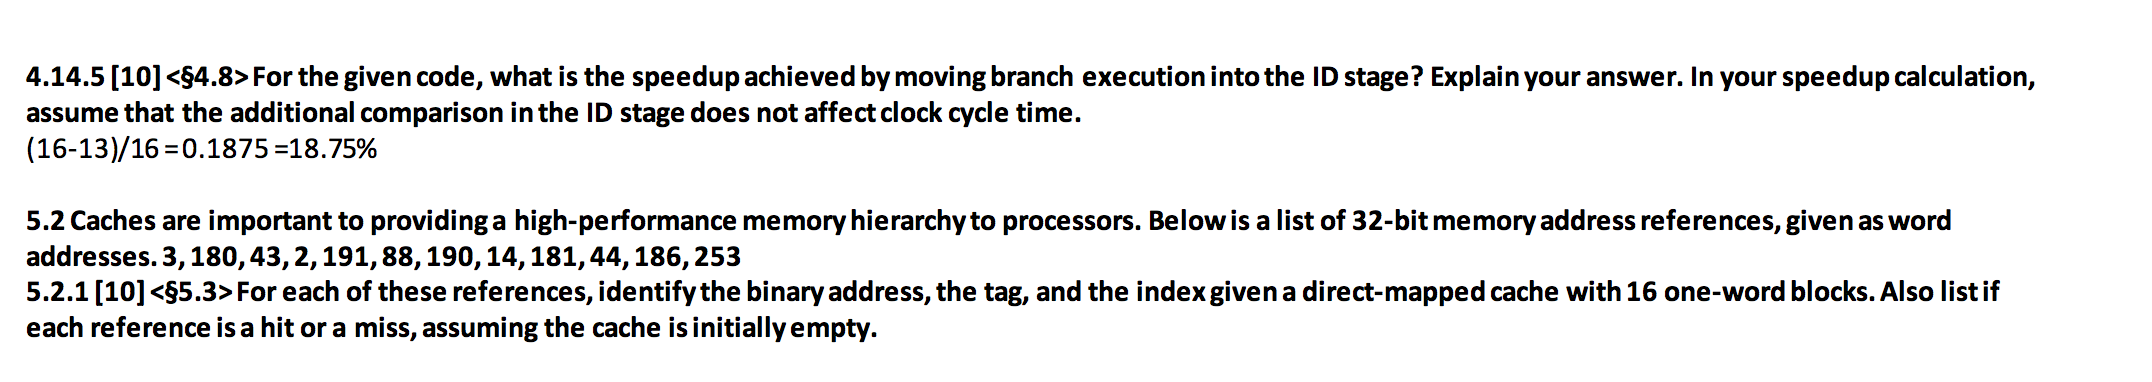 4.14.5 [10] <§4.8> For the given code, what is the speedup achieved by moving branch execution into the ID stage? Explain your answer. In your speedup calculation,
assume that the additional comparison in the ID stage does not affect clock cycle time.
(16-13)/16 =0.1875 =18.75%
5.2 Caches are important to providing a high-performance memory hierarchy to processors. Below is a list of 32-bit memory address references, given as word
addresses. 3, 180, 43, 2, 191, 88, 190, 14, 181, 44, 186, 253
5.2.1 [10] <§5.3> For each of these references, identify the binary address, the tag, and the index given a direct-mapped cache with 16 one-word blocks. Also list if
each reference is a hit or a miss, assuming the cache is initially empty.